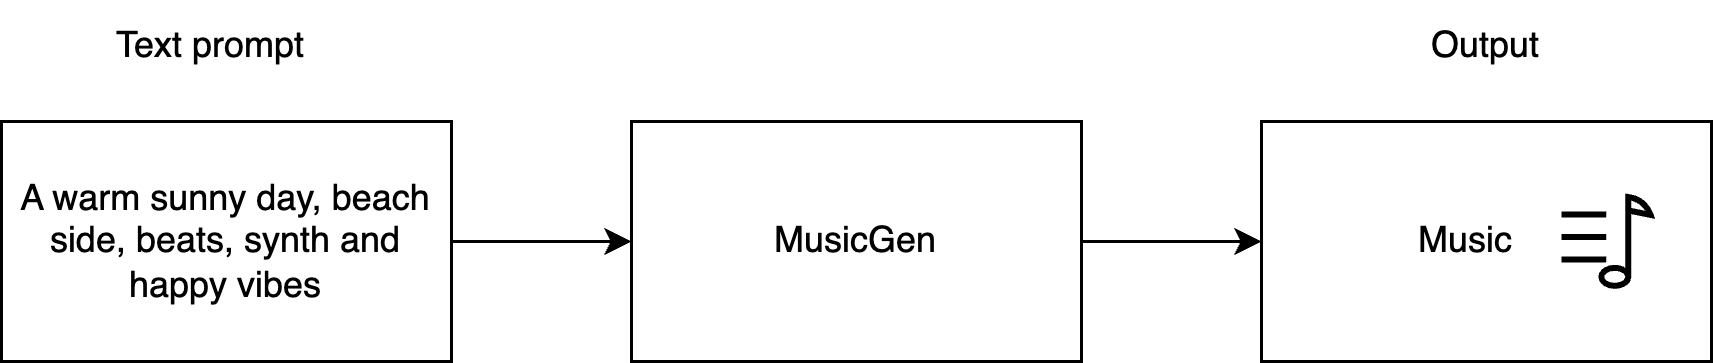 Text prompt
Output
A warm sunny day, beach
side, beats, synth and
happy vibes
MusicGen
Music